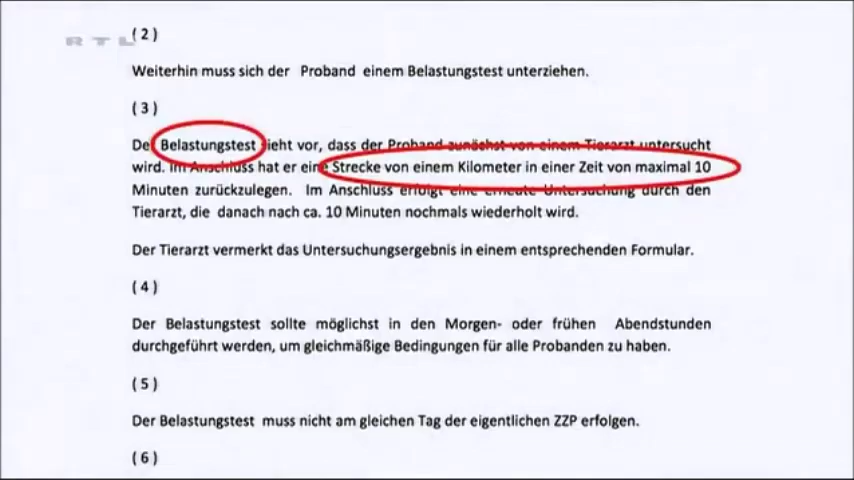 RTL
(2)
Weiterhin muss sich der Proband einem Belastungstest unterziehen.
(3)
Der Belastungstest sieht vor, dass der Proband zunächst von einem Tierarzt untersucht
wird. Im Anschluss hat er eine Strecke von einem Kilometer in einer Zeit von maximal 10
Minuten zurückzulegen. Im Anschluss erfolgt eine erneute Untersuchung durch den
Tierarzt, die danach nach ca. 10 Minuten nochmals wiederholt wird.
Der Tierarzt vermerkt das Untersuchungsergebnis in einem entsprechenden Formular.
(4)
Der Belastungstest sollte möglichst in den Morgen- oder frühen Abendstunden
durchgeführt werden, um gleichmäßige Bedingungen für alle Probanden zu haben.
(5)
Der Belastungstest muss nicht am gleichen Tag der eigentlichen ZZP erfolgen.
(6)